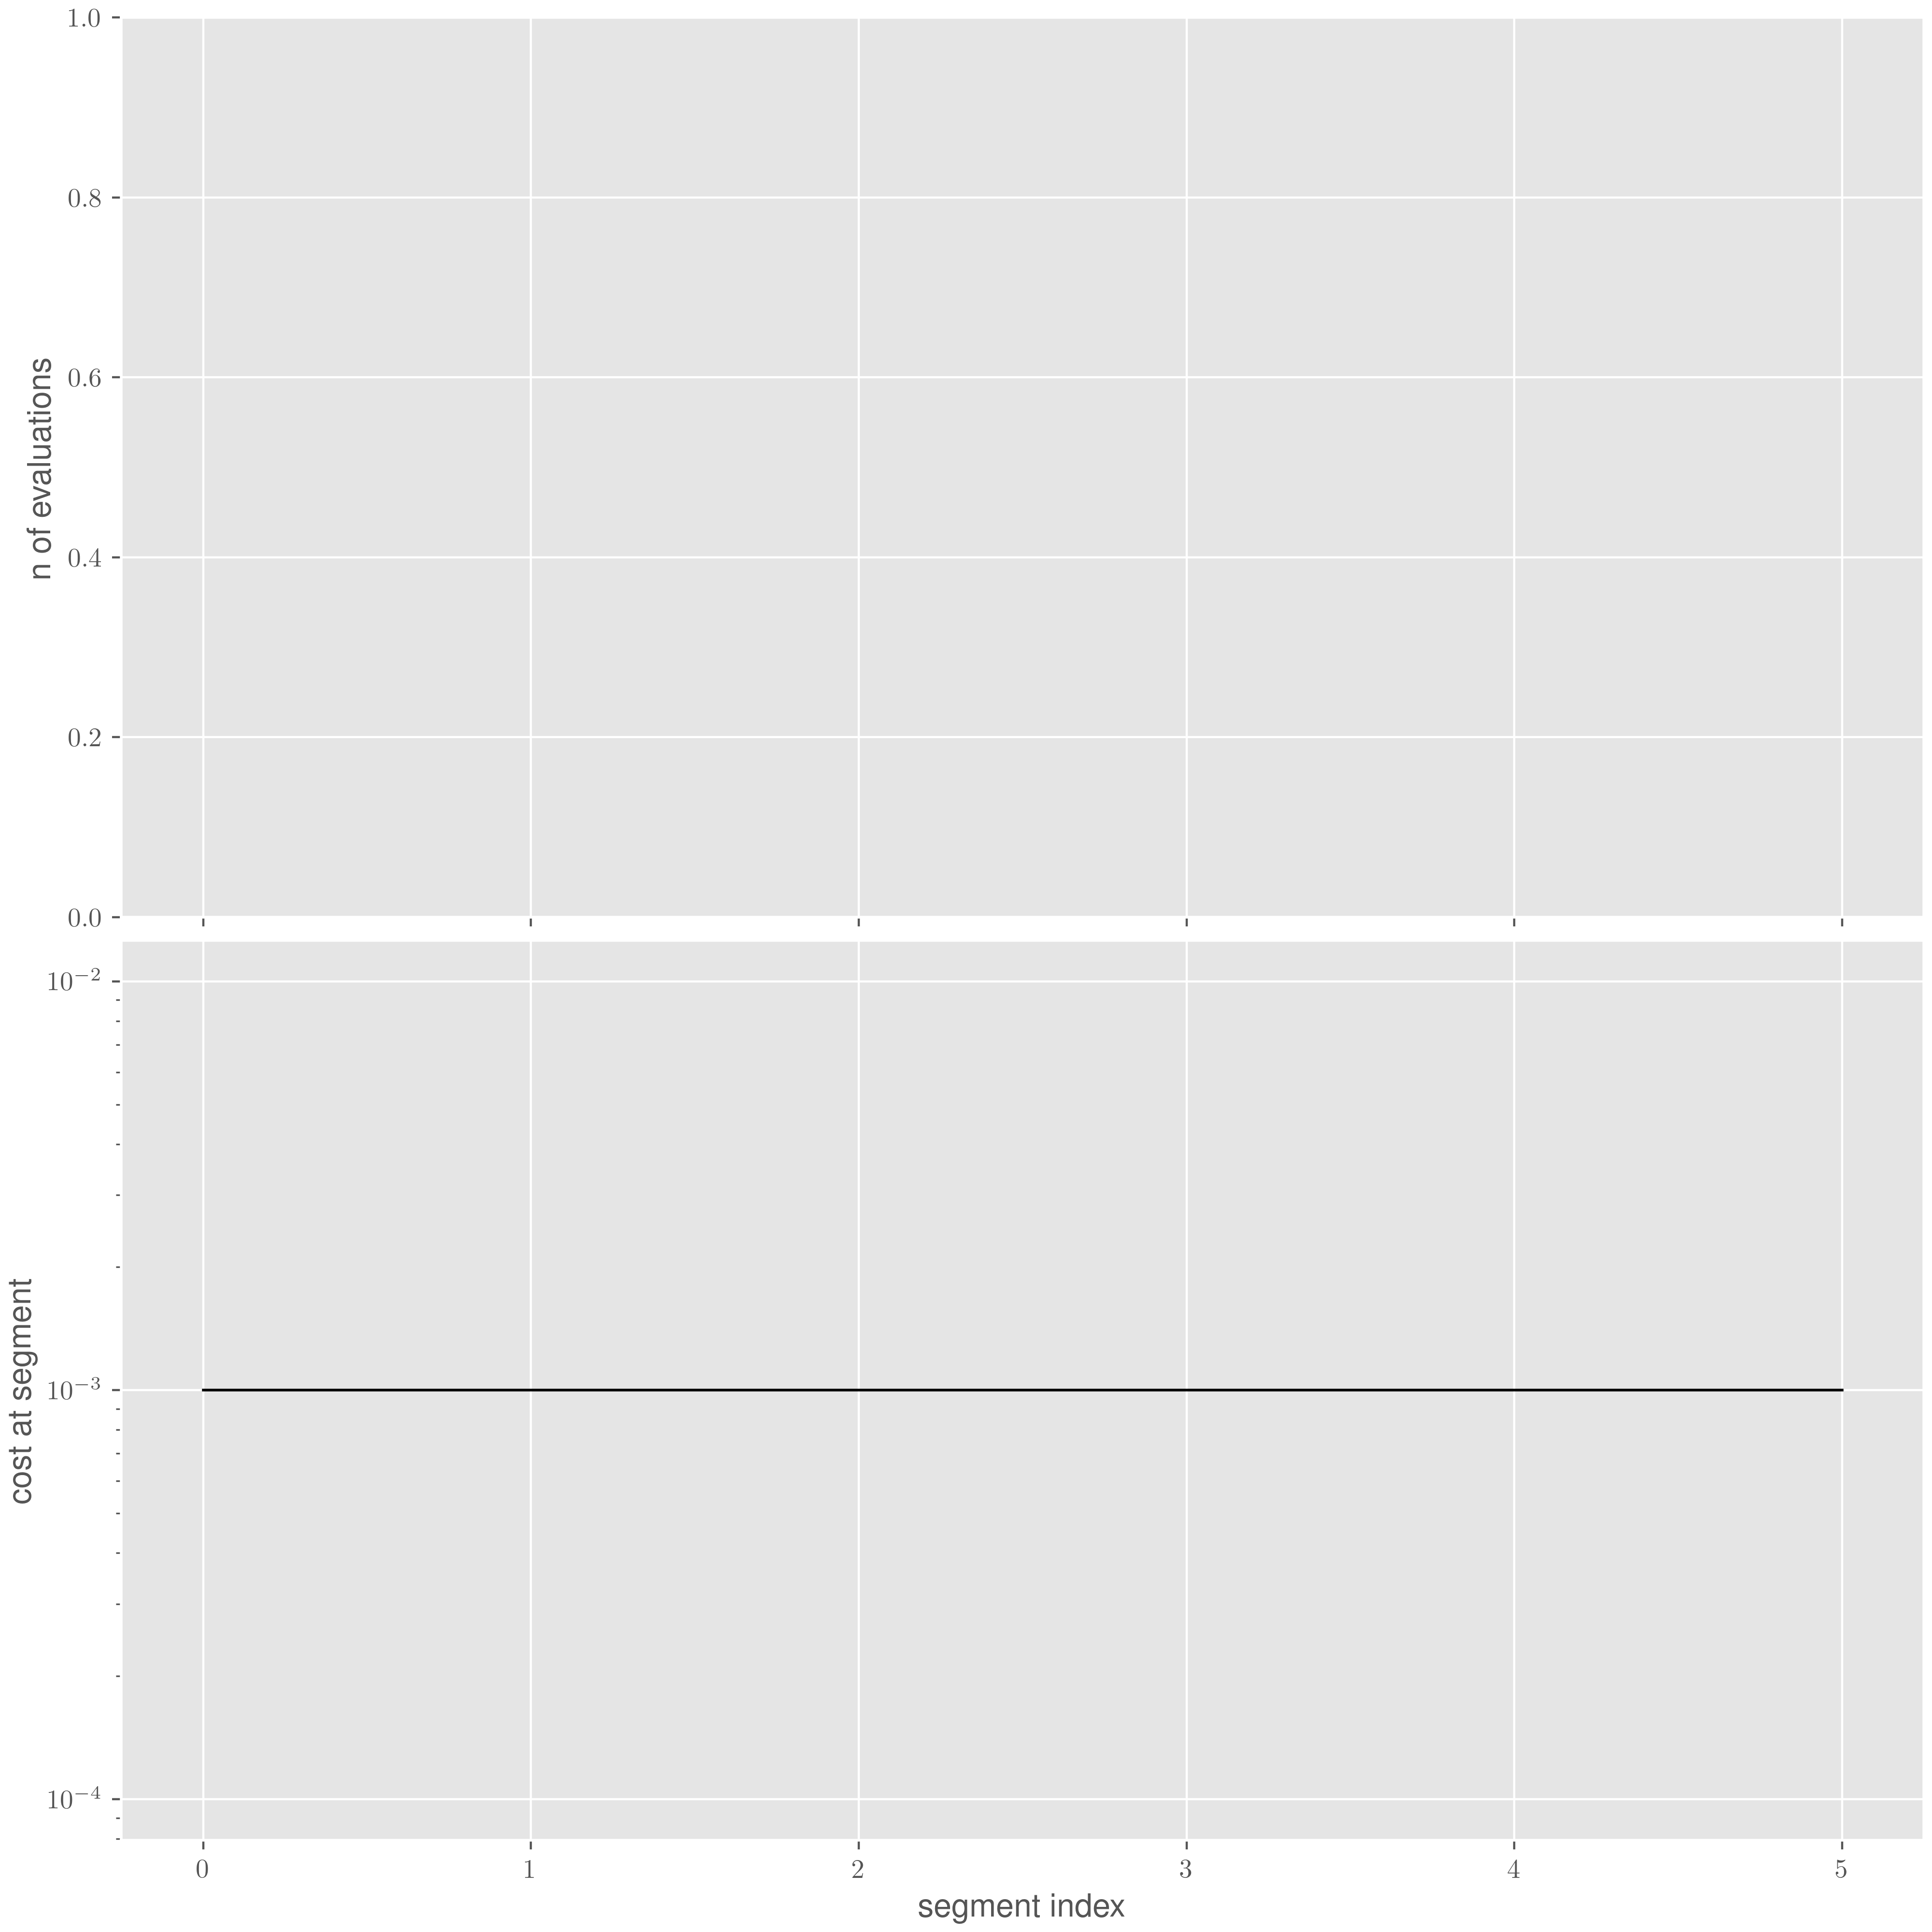 1.0
0.8
0.6
0.4
0.2
0.0
n of evaluations
10⁻²
10⁻³
10⁻⁴
cost at segment
0 1 2 3 4 5
segment index